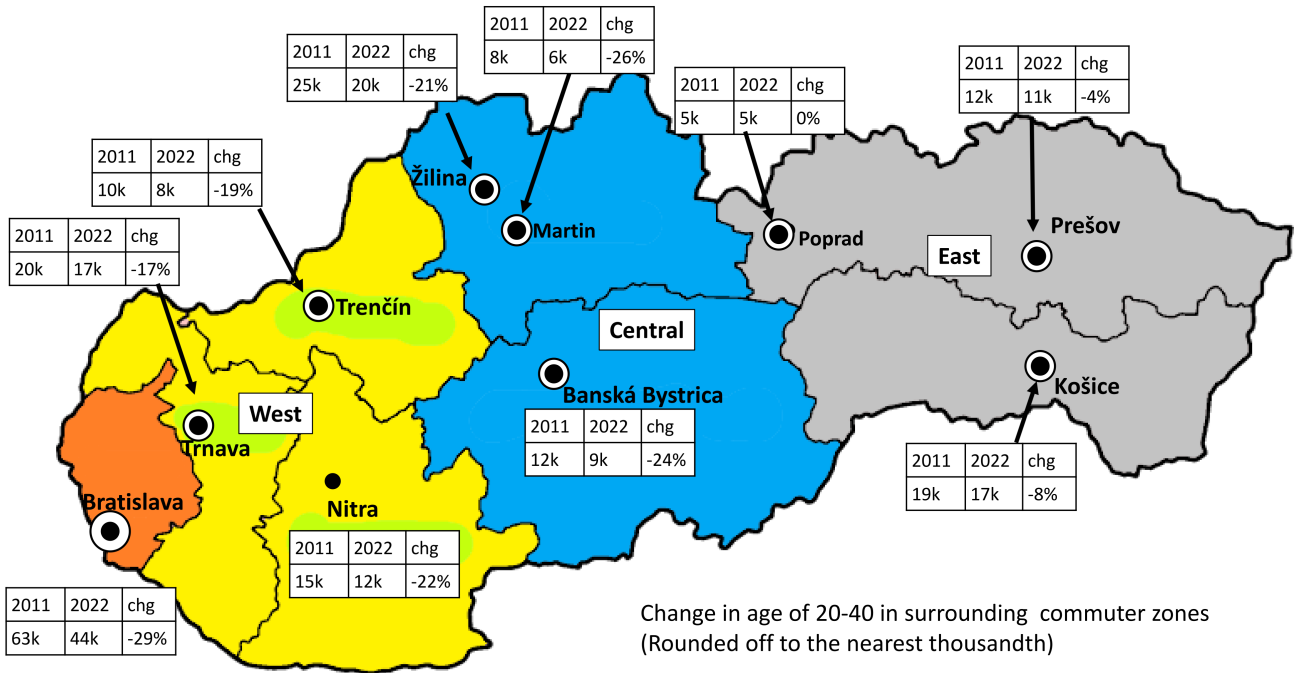 2011 2022 chg
8k 6k -26%
2011 2022 chg
25k 20k -21%
2011 2022 chg
12k 11k -4%
2011 2022 chg
5k 5k 0%
2011 2022 chg
10k 8k -19%
Žilina
Martin
2011 2022 chg
20k 17k -17%
Poprad
Prešov
East
Trenčín
Central
Košice
Banská Bystrica
2011 2022 chg
12k 9k -24%
West
Trnava
2011 2022 chg
19k 17k -8%
Bratislava
Nitra
2011 2022 chg
15k 12k -22%
2011 2022 chg
63k 44k -29%
Change in age of 20-40 in surrounding commuter zones
(Rounded off to the nearest thousandth)